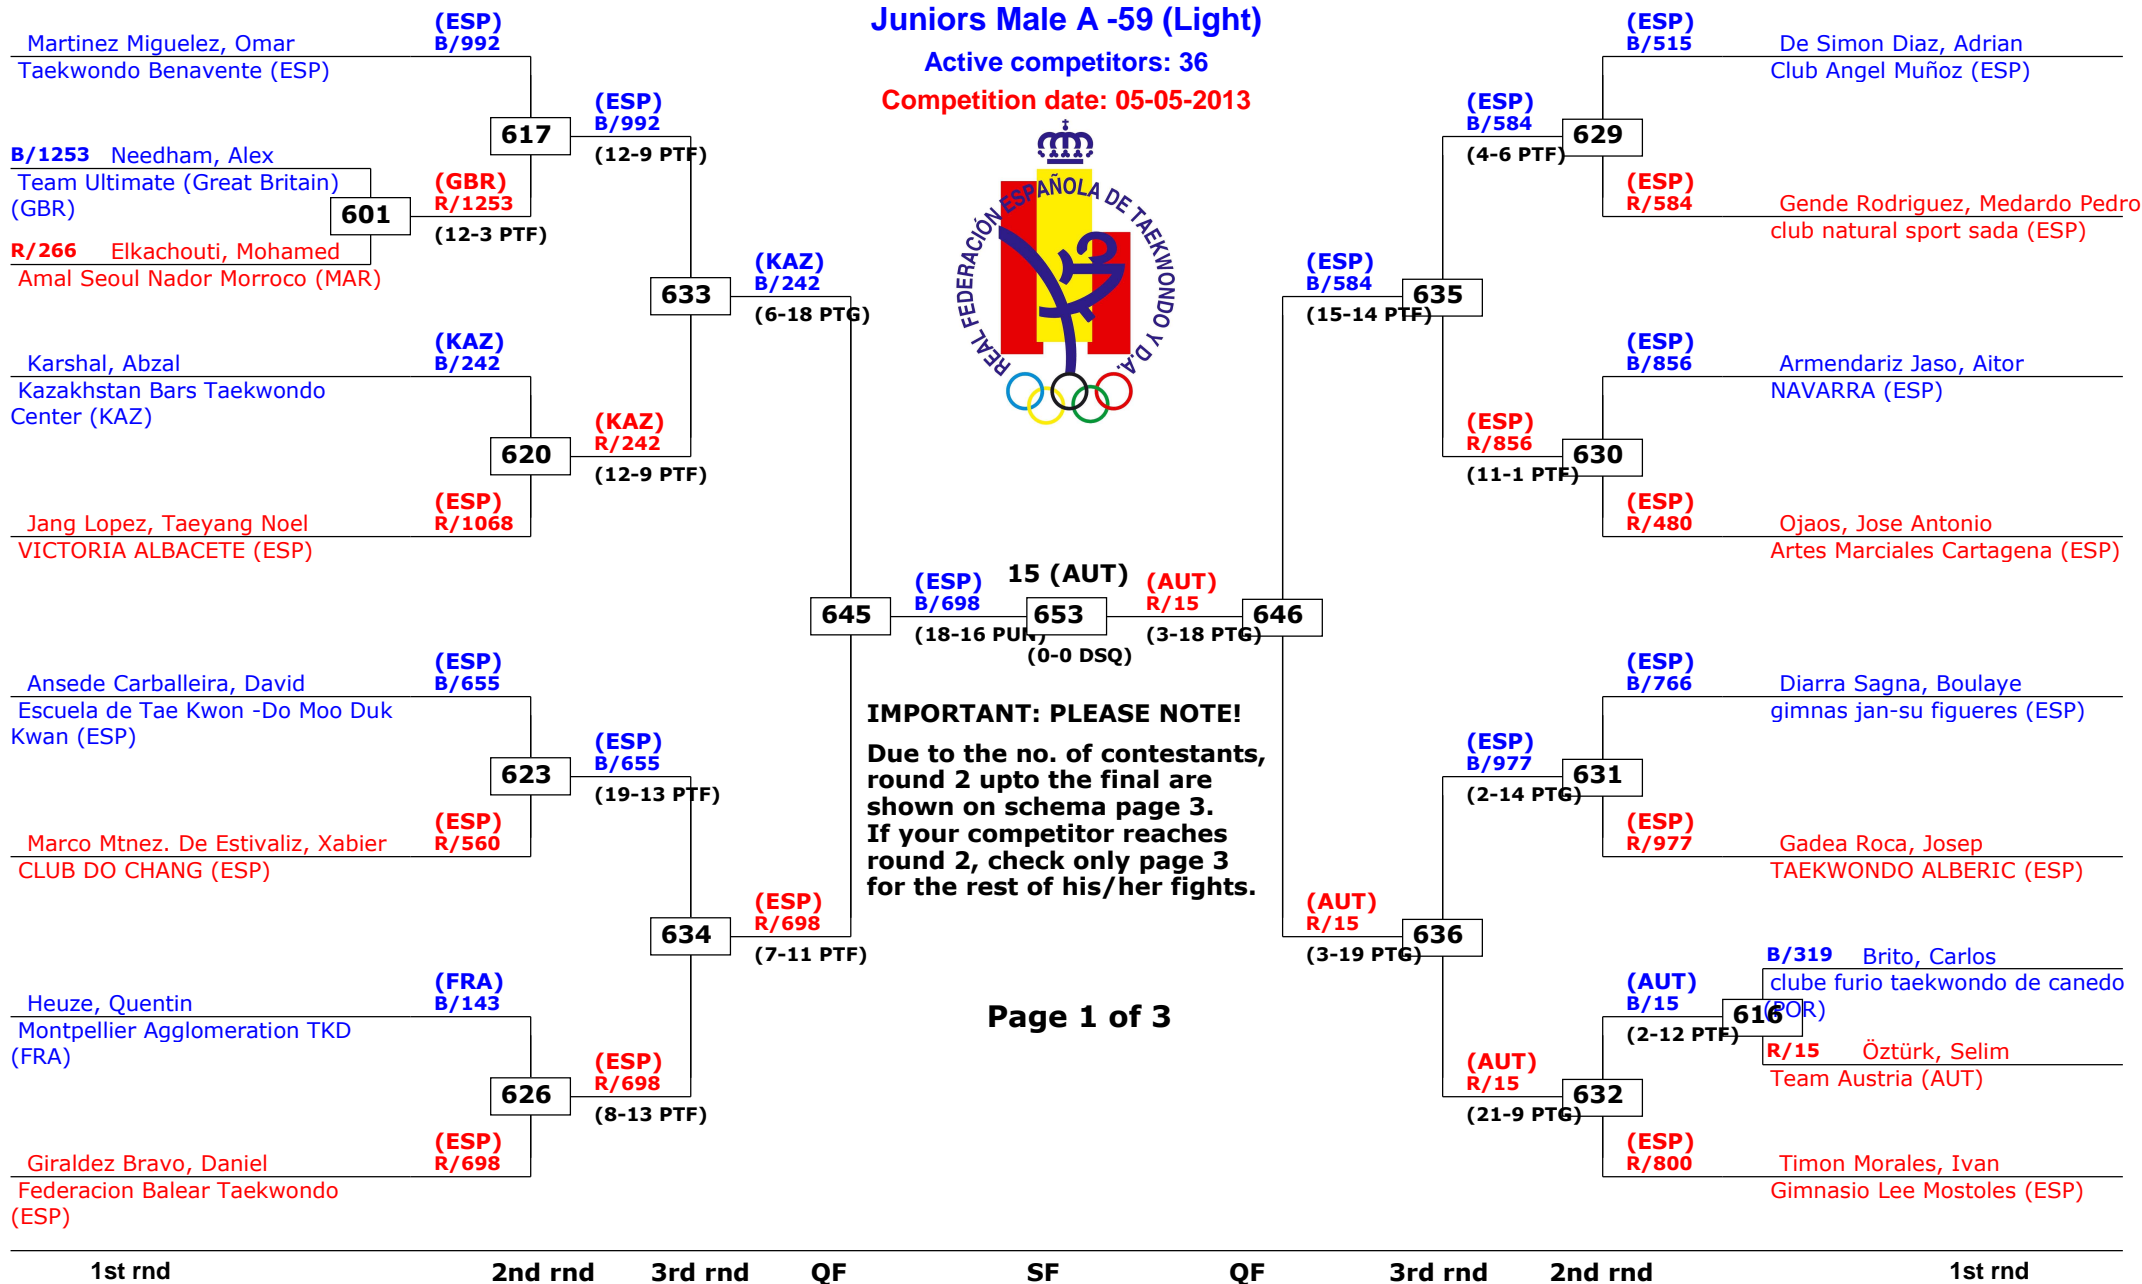 Juniors Male A -59 (Light)
Active competitors: 36
Competition date: 05-05-2013
REAL FEDERACIÓN ESPAÑOLA DE TAEKWONDO Y D.A.
(ESP)
B/992
Martinez Miguelez, Omar
Taekwondo Benavente (ESP)
617
(ESP)
B/992
(12-9 PTF)
B/1253 Needham, Alex
Team Ultimate (Great Britain)
(GBR)
601
(GBR)
R/1253
(12-3 PTF)
R/266 Elkachouti, Mohamed
Amal Seoul Nador Morroco (MAR)
633
(KAZ)
B/242
(6-18 PTG)
(KAZ)
B/242
Karshal, Abzal
Kazakhstan Bars Taekwondo
Center (KAZ)
620
(KAZ)
R/242
(12-9 PTF)
(ESP)
R/1068
Jang Lopez, Taeyang Noel
VICTORIA ALBACETE (ESP)
645
(ESP)
B/698
(18-16 PUN)
15 (AUT)
653
(0-0 DSQ)
(AUT)
R/15
(3-18 PTG)
646
(ESP)
B/655
Ansede Carballeira, David
Escuela de Tae Kwon -Do Moo Duk
Kwan (ESP)
623
(ESP)
B/655
(19-13 PTF)
(ESP)
R/560
Marco Mtnez. De Estivaliz, Xabier
CLUB DO CHANG (ESP)
634
(ESP)
R/698
(7-11 PTF)
(FRA)
B/143
Heuze, Quentin
Montpellier Agglomeration TKD
(FRA)
626
(ESP)
R/698
(8-13 PTF)
(ESP)
R/698
Giraldez Bravo, Daniel
Federacion Balear Taekwondo
(ESP)
IMPORTANT: PLEASE NOTE!
Due to the no. of contestants,
round 2 upto the final are
shown on schema page 3.
If your competitor reaches
round 2, check only page 3
for the rest of his/her fights.
Page 1 of 3
(ESP)
B/515
De Simon Diaz, Adrian
Club Angel Muñoz (ESP)
(ESP)
B/584
(4-6 PTF)
629
(ESP)
R/584
Gende Rodriguez, Medardo Pedro
club natural sport sada (ESP)
(ESP)
B/584
(15-14 PTF)
635
(ESP)
B/856
Armendariz Jaso, Aitor
NAVARRA (ESP)
(ESP)
R/856
(11-1 PTF)
630
(ESP)
R/480
Ojaos, Jose Antonio
Artes Marciales Cartagena (ESP)
(ESP)
B/766
Diarra Sagna, Boulaye
gimnas jan-su figueres (ESP)
(ESP)
B/977
(2-14 PTG)
631
(ESP)
R/977
Gadea Roca, Josep
TAEKWONDO ALBERIC (ESP)
(AUT)
R/15
(3-19 PTG)
636
B/319 Brito, Carlos
clube furio taekwondo de canedo
(POR)
(AUT)
B/15
(2-12 PTF)
616
R/15 Öztürk, Selim
Team Austria (AUT)
(AUT)
R/15
(21-9 PTG)
632
(ESP)
R/800
Timon Morales, Ivan
Gimnasio Lee Mostoles (ESP)
1st rnd 2nd rnd 3rd rnd QF SF QF 3rd rnd 2nd rnd 1st rnd